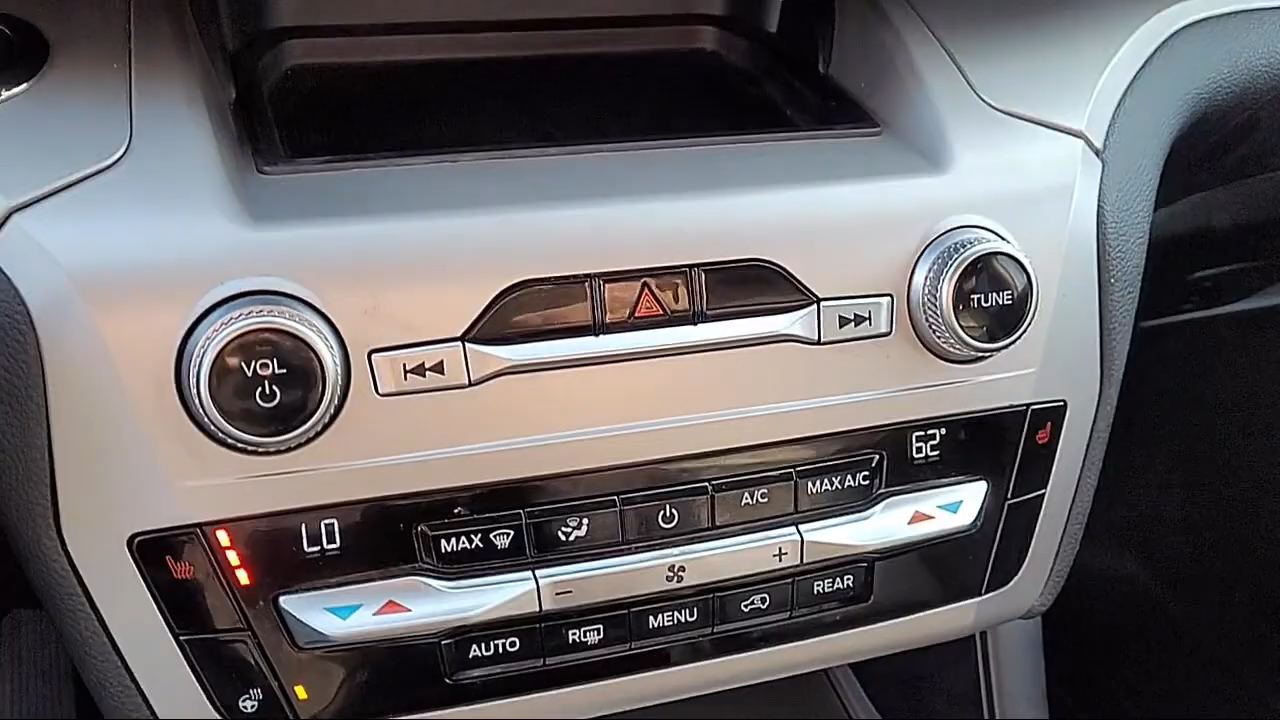 VOL
TUNE
62°
LO
MAX
A/C
MAX A/C
− +
AUTO
R
MENU
REAR